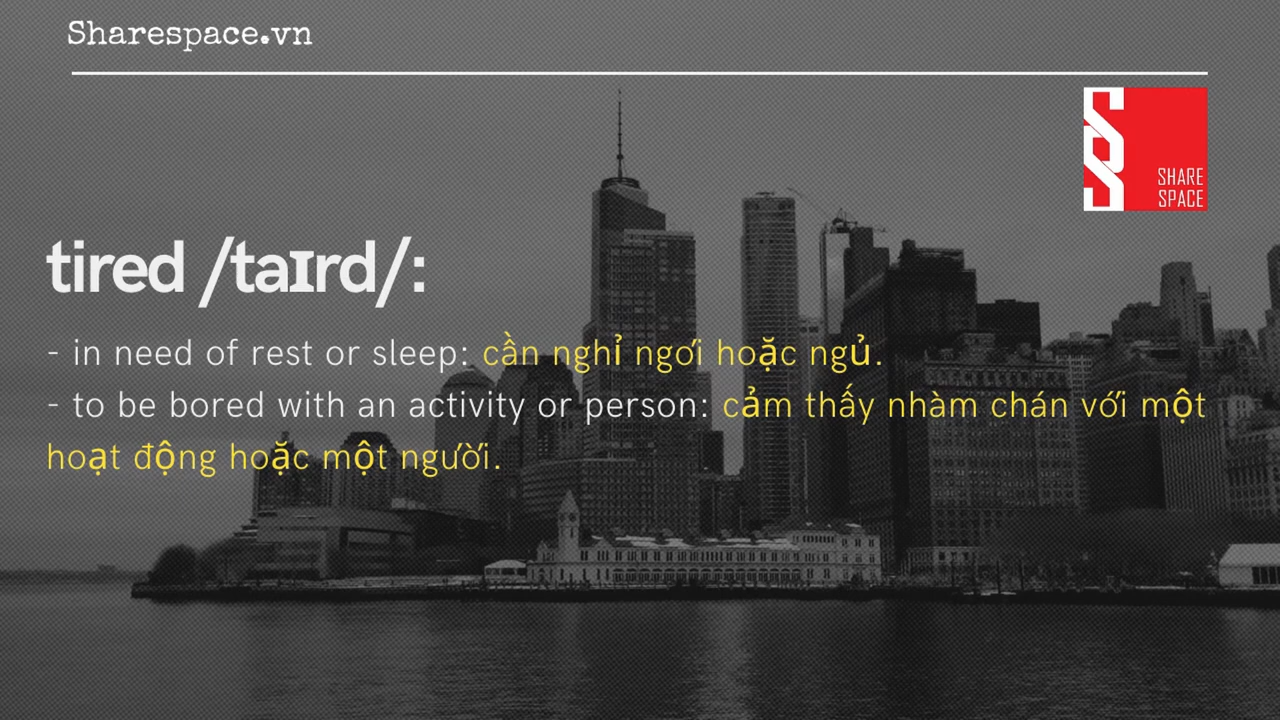 Sharespace.vn
SHARE
SPACE
tired /taɪrd/:
- in need of rest or sleep: cần nghỉ ngơi hoặc ngủ.
- to be bored with an activity or person: cảm thấy nhàm chán với một
hoạt động hoặc một người.